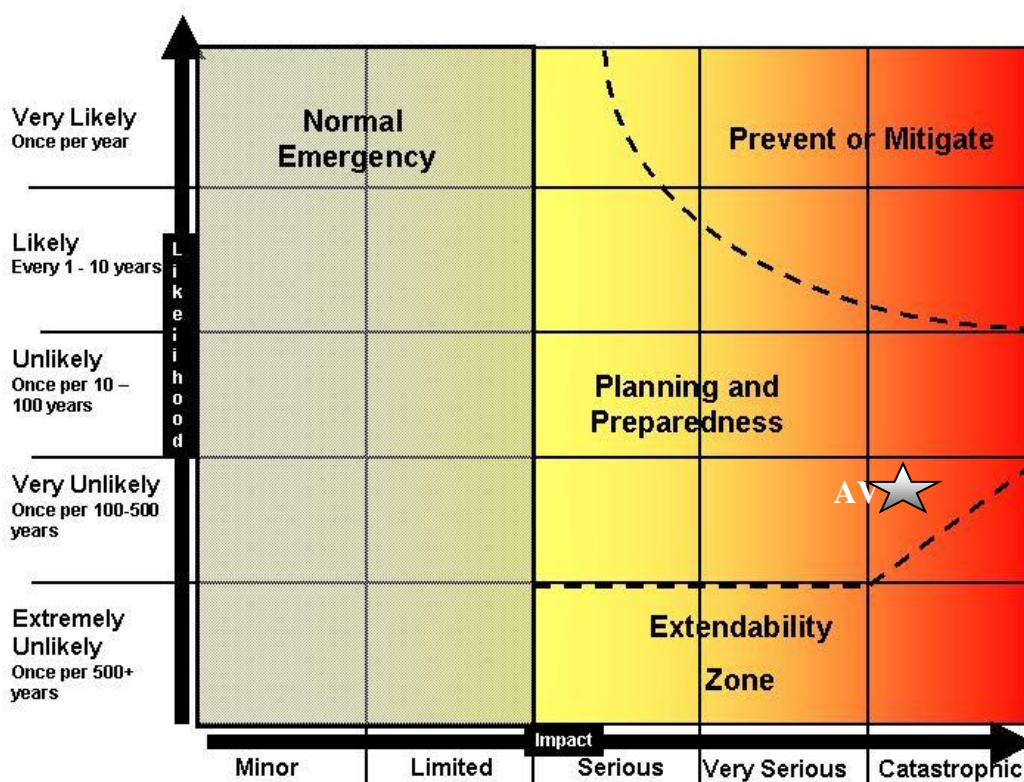 Very Likely
Once per year
Normal
Emergency
Prevent or Mitigate
Likely
Every 1 - 10 years
Likeiihood
Unlikely
Once per 10 –
100 years
Planning and
Preparedness
Very Unlikely
Once per 100-500
years
AV
Extremely
Unlikely
Once per 500+
years
Extendability
Zone
Impact
Minor
Limited
Serious
Very Serious
Catastrophic